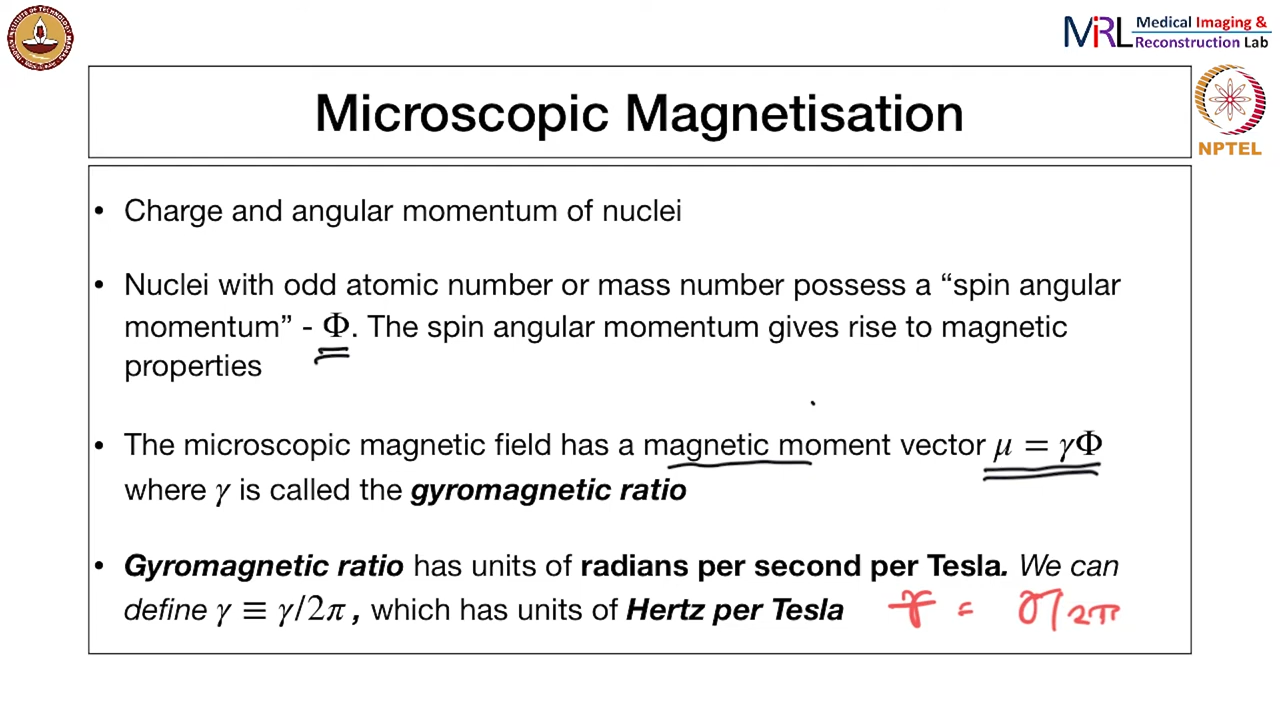 MIRL Medical Imaging &
Reconstruction Lab
Microscopic Magnetisation
NPTEL
• Charge and angular momentum of nuclei
• Nuclei with odd atomic number or mass number possess a “spin angular
momentum” - Φ. The spin angular momentum gives rise to magnetic
properties
• The microscopic magnetic field has a magnetic moment vector μ = γΦ
where γ is called the gyromagnetic ratio
• Gyromagnetic ratio has units of radians per second per Tesla. We can
define γ ≡ γ/2π , which has units of Hertz per Tesla ɤ = γ/2π